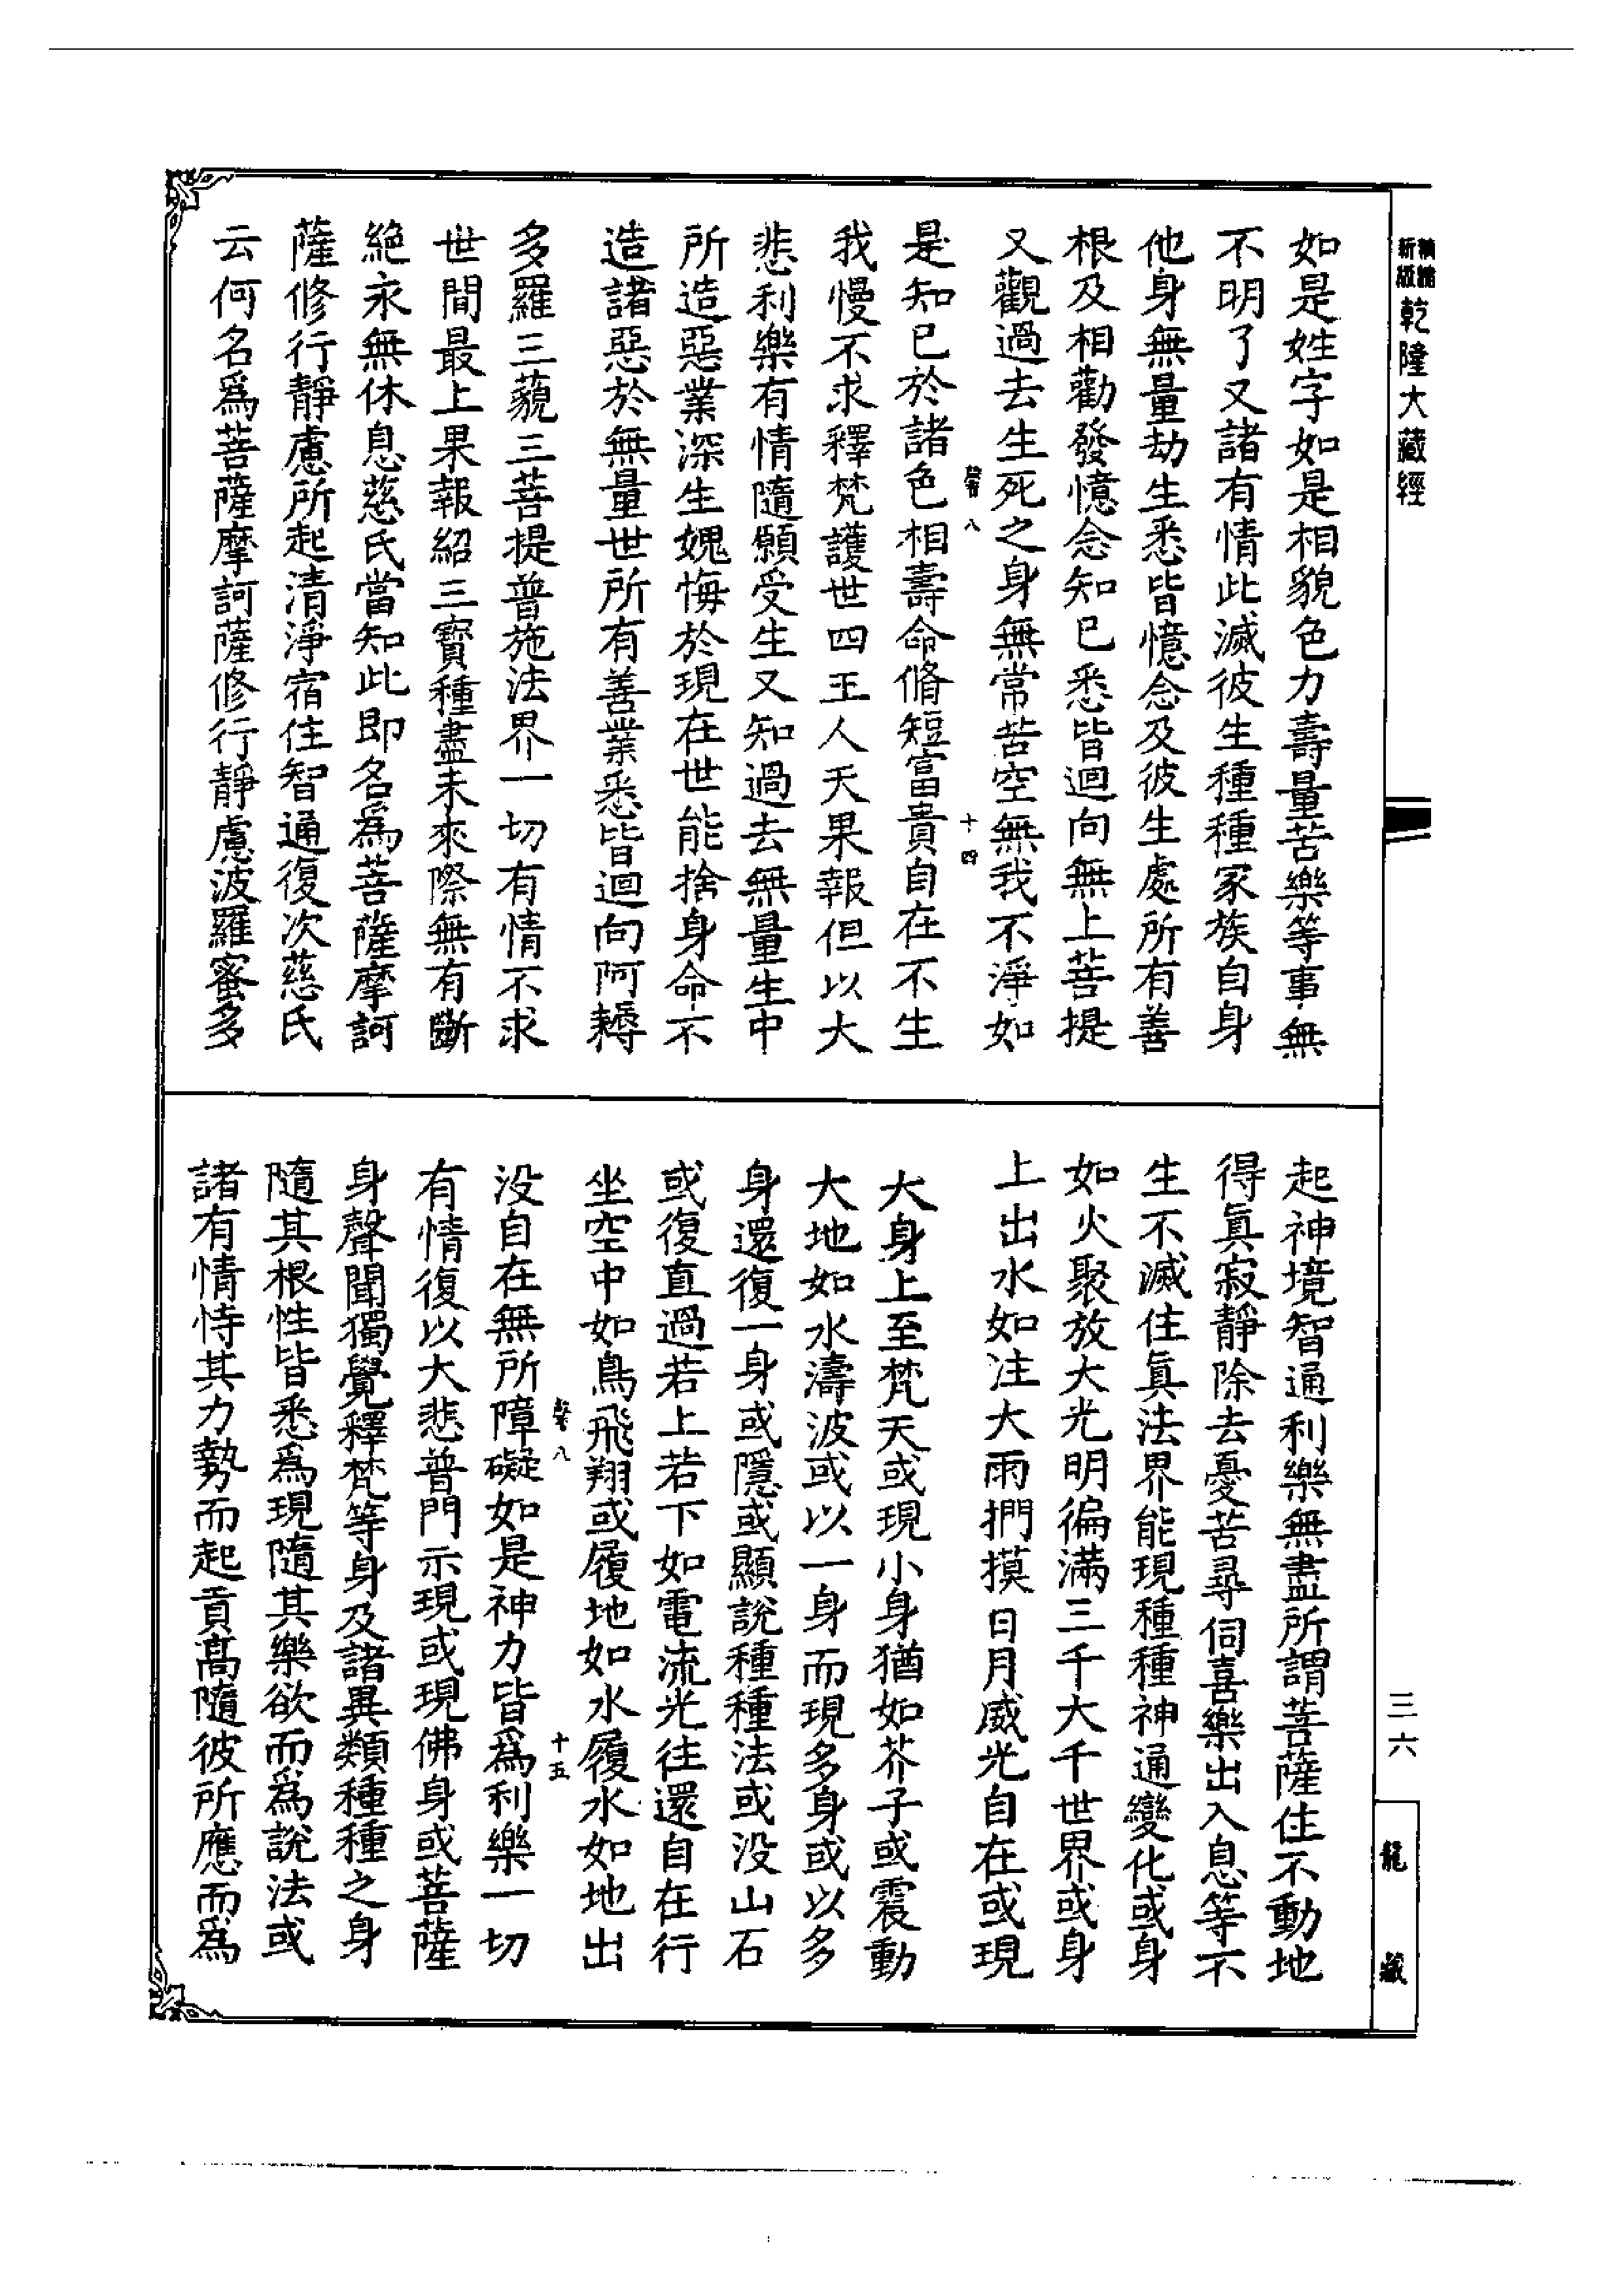 乾隆大藏經
如是姓字如是相貌色力壽量苦樂等事無
不明了又諸有情此滅彼生種種家族自身
他身無量劫生悉皆憶念及彼生處所有善
根及相勸發憶念知已悉皆迴向無上菩提
又觀過去生死之身無常苦空無我不淨如
是知已於諸色相壽命脩短富貴自在不生
我慢不求釋梵護世四王人天果報但以大
悲利樂有情隨願受生又知過去無量生中
所造惡業深生媿悔於現在世能捨身命不
造諸惡於無量世所有善業悉皆迴向阿耨
多羅三藐三菩提普施法界一切有情不求
世間最上果報紹三寶種盡未來際無有斷
絕永無休息慈氏當知此即名為菩薩摩訶
薩修行靜慮所起清淨宿住智通復次慈氏
云何名爲菩薩摩訶薩修行靜慮波羅蜜多
八
十四
起神境智通利樂無盡所謂菩薩住不動地
得眞寂靜除去憂苦尋伺喜樂出入息等不
生不滅住眞法界能現種種神通變化或身
如火聚放大光明徧滿三千大千世界或身
上出水如注大雨捫摸日月威光自在或現
大身上至梵天或現小身猶如芥子或震動
大地如水濤波或以一身而現多身或以多
身還復一身或隱或顯說種種法或没山石
或復直過若上若下如電流光往還自在行
坐空中如鳥飛翔或履地如水履水如地出
没自在無所障礙如是神力皆爲利樂一切
有情復以大悲普門示現或現佛身或菩薩
身聲聞獨覺釋梵等身及諸異類種種之身
隨其根性皆悉爲現隨其樂欲而爲說法或
諸有情恃其力勢而起貢高隨彼所應而爲
八
十五
三六
龍藏